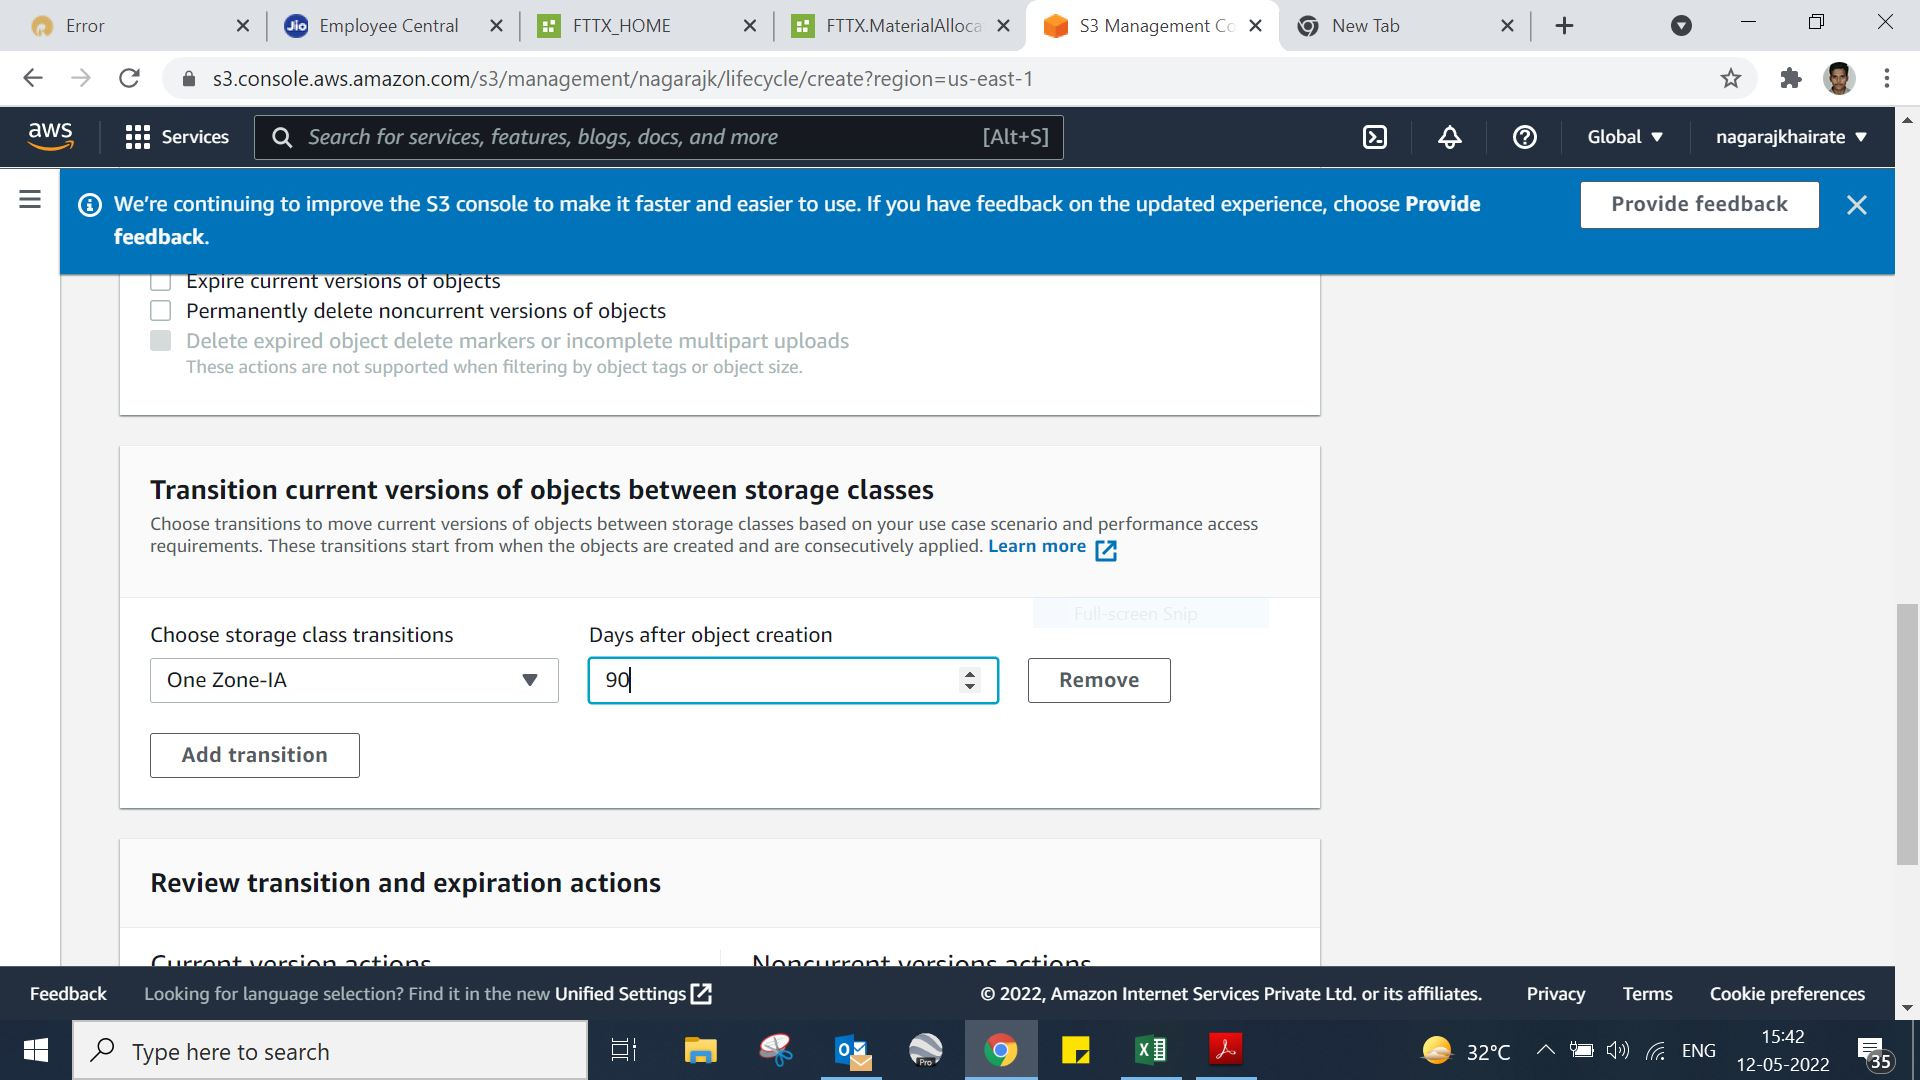 Error
Employee Central
FTTX_HOME
FTTX.MaterialAlloca
S3 Management Co
New Tab
s3.console.aws.amazon.com/s3/management/nagarajk/lifecycle/create?region=us-east-1
aws
Services
Search for services, features, blogs, docs, and more
[Alt+S]
Global
nagarajkhairate
We're continuing to improve the S3 console to make it faster and easier to use. If you have feedback on the updated experience, choose Provide
feedback.
Provide feedback
Expire current versions of objects
Permanently delete noncurrent versions of objects
Delete expired object delete markers or incomplete multipart uploads
These actions are not supported when filtering by object tags or object size.
Transition current versions of objects between storage classes
Choose transitions to move current versions of objects between storage classes based on your use case scenario and performance access
requirements. These transitions start from when the objects are created and are consecutively applied. Learn more
Full-screen Snip
Choose storage class transitions
Days after object creation
One Zone-IA
90
Remove
Add transition
Review transition and expiration actions
Current version actions
Noncurrent versions actions
Feedback
Looking for language selection? Find it in the new Unified Settings
© 2022, Amazon Internet Services Private Ltd. or its affiliates.
Privacy
Terms
Cookie preferences
Type here to search
Pro
32°C
ENG
15:42
12-05-2022
35
Jio